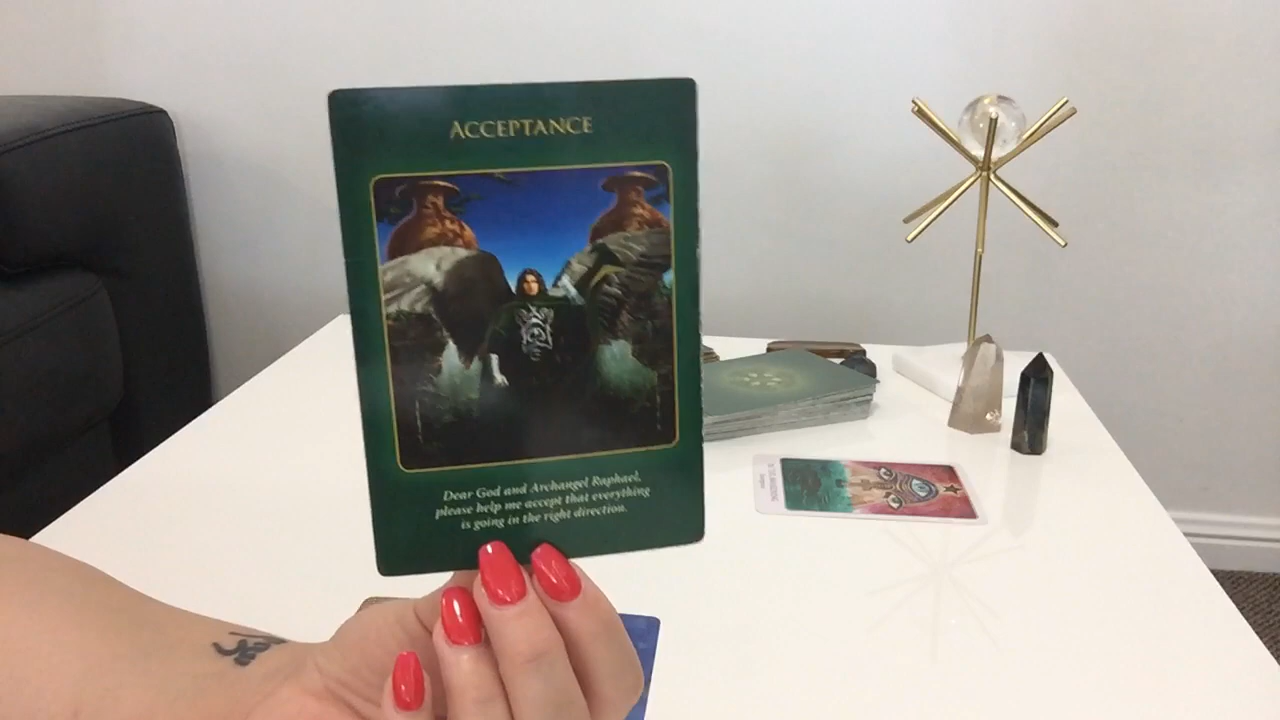 ACCEPTANCE
Dear God and Archangel Raphael,
please help me accept that everything
is going in the right direction.